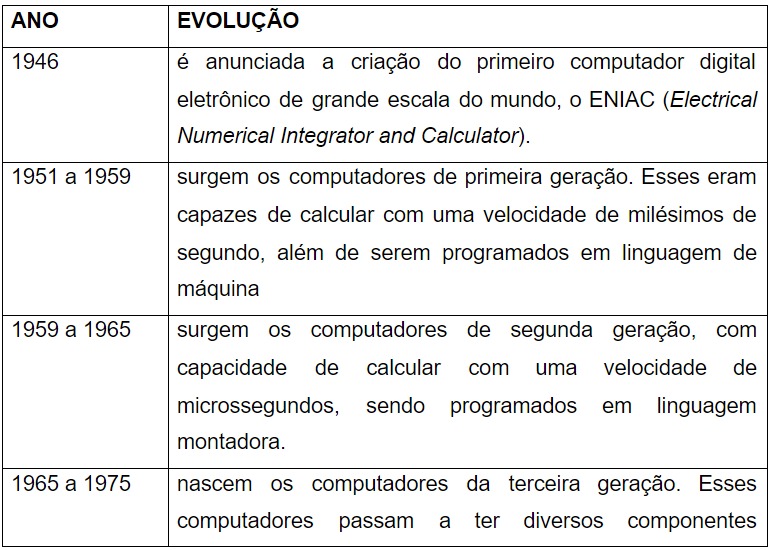 ANO EVOLUÇÃO
1946 é anunciada a criação do primeiro computador digital
eletrônico de grande escala do mundo, o ENIAC (Electrical
Numerical Integrator and Calculator).
1951 a 1959 surgem os computadores de primeira geração. Esses eram
capazes de calcular com uma velocidade de milésimos de
segundo, além de serem programados em linguagem de
máquina
1959 a 1965 surgem os computadores de segunda geração, com
capacidade de calcular com uma velocidade de
microssegundos, sendo programados em linguagem
montadora.
1965 a 1975 nascem os computadores da terceira geração. Esses
computadores passam a ter diversos componentes